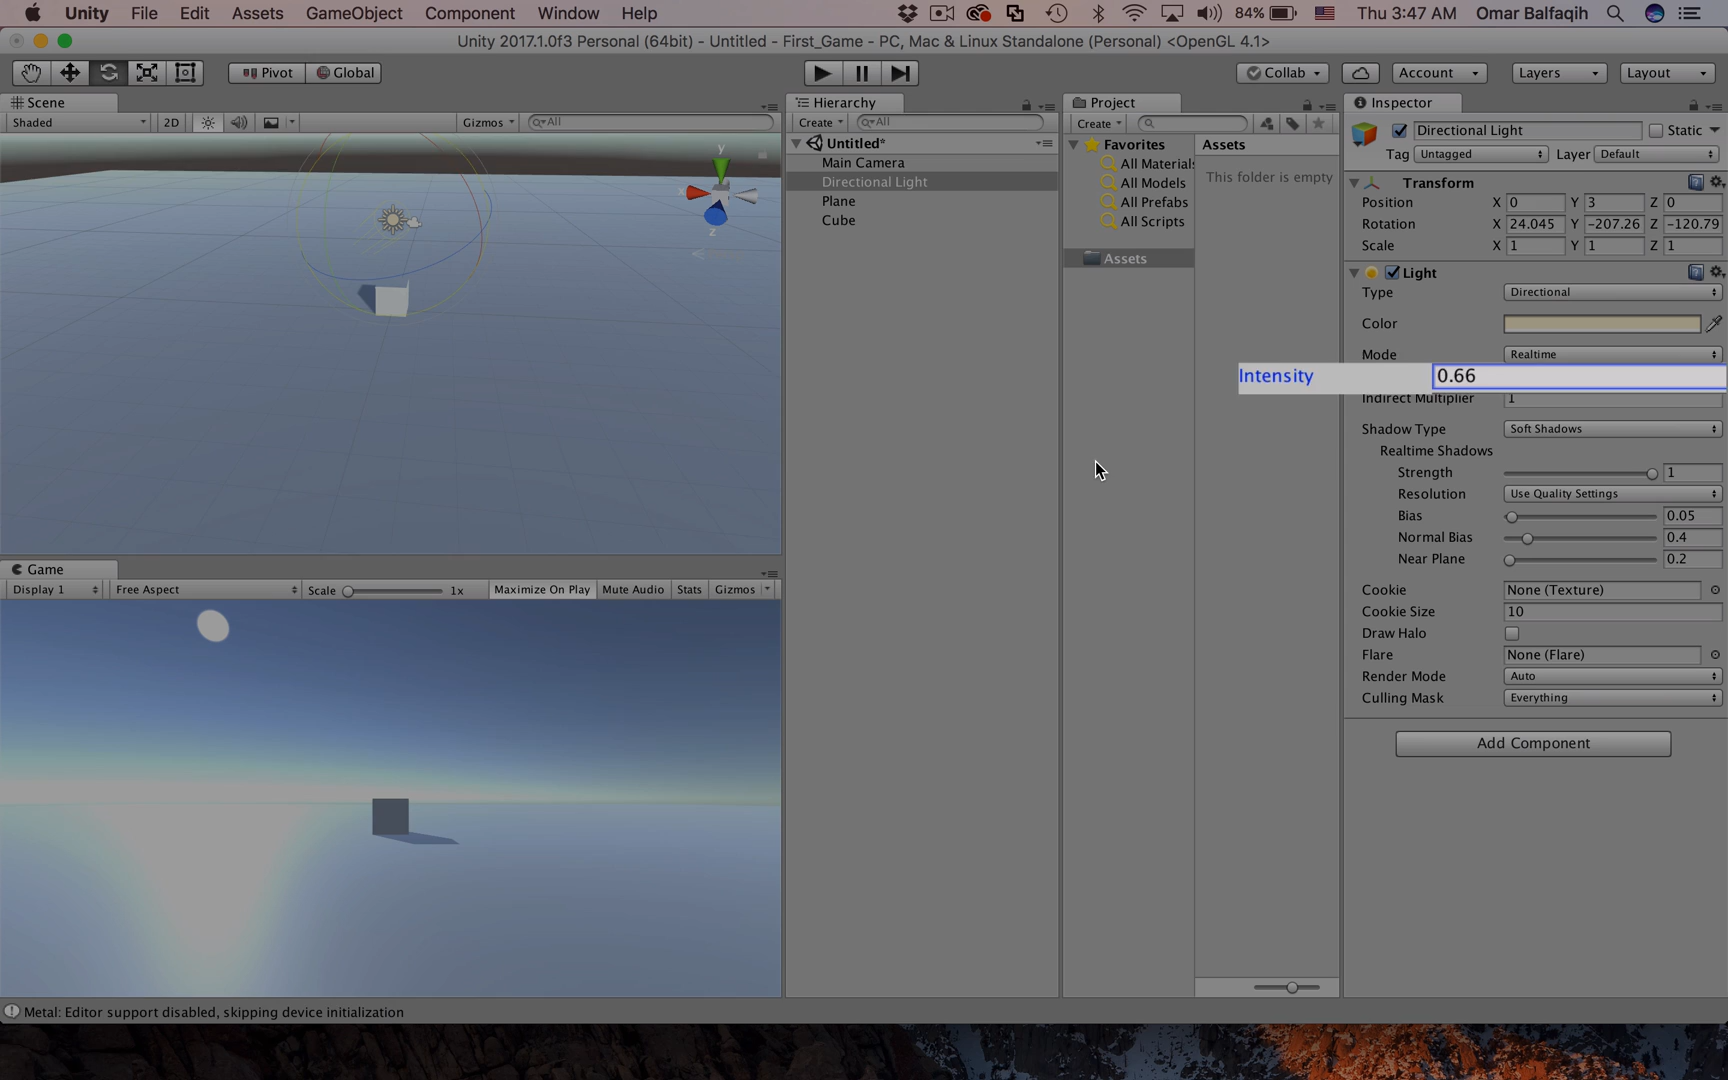 Unity File Edit Assets GameObject Component Window Help 84% Thu 3:47 AM Omar Balfaqih
Unity 2017.1.0f3 Personal (64bit) - Untitled - First_Game - PC, Mac & Linux Standalone (Personal) <OpenGL 4.1>
Pivot Global Collab Account Layers Layout
Scene
Shaded 2D Gizmos All
y
x
z
Hierarchy
Create All
Untitled*
Main Camera
Directional Light
Plane
Cube
Project
Create
Favorites
All Materials
All Models
All Prefabs
All Scripts
Assets
Assets
This folder is empty
Inspector
Directional Light Static
Tag Untagged Layer Default
Transform
Position X 0 Y 3 Z 0
Rotation X 24.045 Y -207.26 Z -120.79
Scale X 1 Y 1 Z 1
Light
Type Directional
Color
Mode Realtime
Intensity 0.66
Indirect Multiplier 1
Shadow Type Soft Shadows
Realtime Shadows
Strength 1
Resolution Use Quality Settings
Bias 0.05
Normal Bias 0.4
Near Plane 0.2
Cookie None (Texture)
Cookie Size 10
Draw Halo
Flare None (Flare)
Render Mode Auto
Culling Mask Everything
Add Component
Game
Display 1 Free Aspect Scale 1x Maximize On Play Mute Audio Stats Gizmos
Metal: Editor support disabled, skipping device initialization